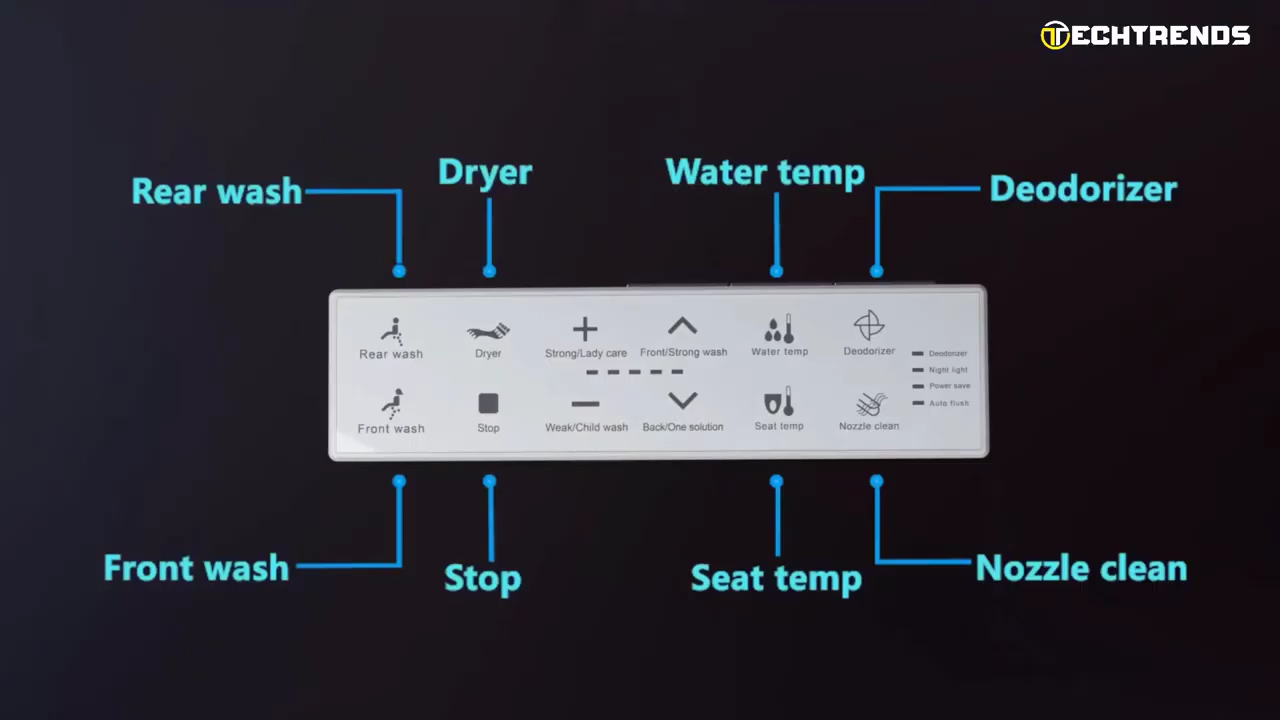 TECHTRENDS
Dryer
Water temp
Rear wash
Deodorizer
Rear wash
Dryer
Strong/Lady care
Front/Strong wash
Water temp
Deodorizer
Deodorizer
Night light
Power save
Auto flush
Front wash
Stop
Weak/Child wash
Back/One solution
Seat temp
Nozzle clean
Front wash
Stop
Seat temp
Nozzle clean